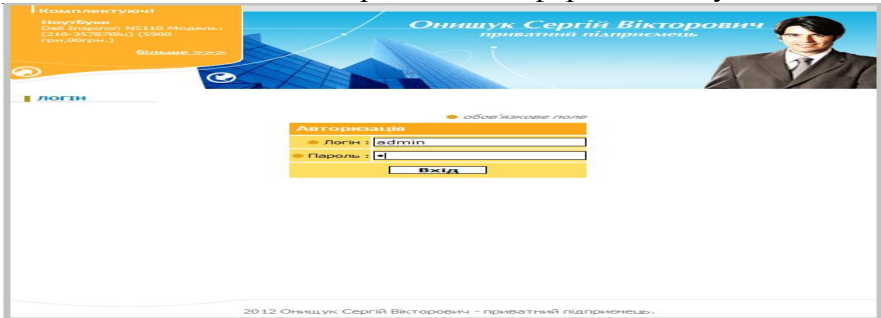 Комплектуючі
Ноутбуки
Dell Inspiron N5110 Модель:
(210-35787Blu) (5900
грн.00грн.)
більше >>>
Онищук Сергій Вікторович
приватний підприємець
ЛОГІН
обов'язкове поле
Авторизація
Логін : admin
Пароль : •
Вхід
2012 Онищук Сергій Вікторович - приватний підприємець.